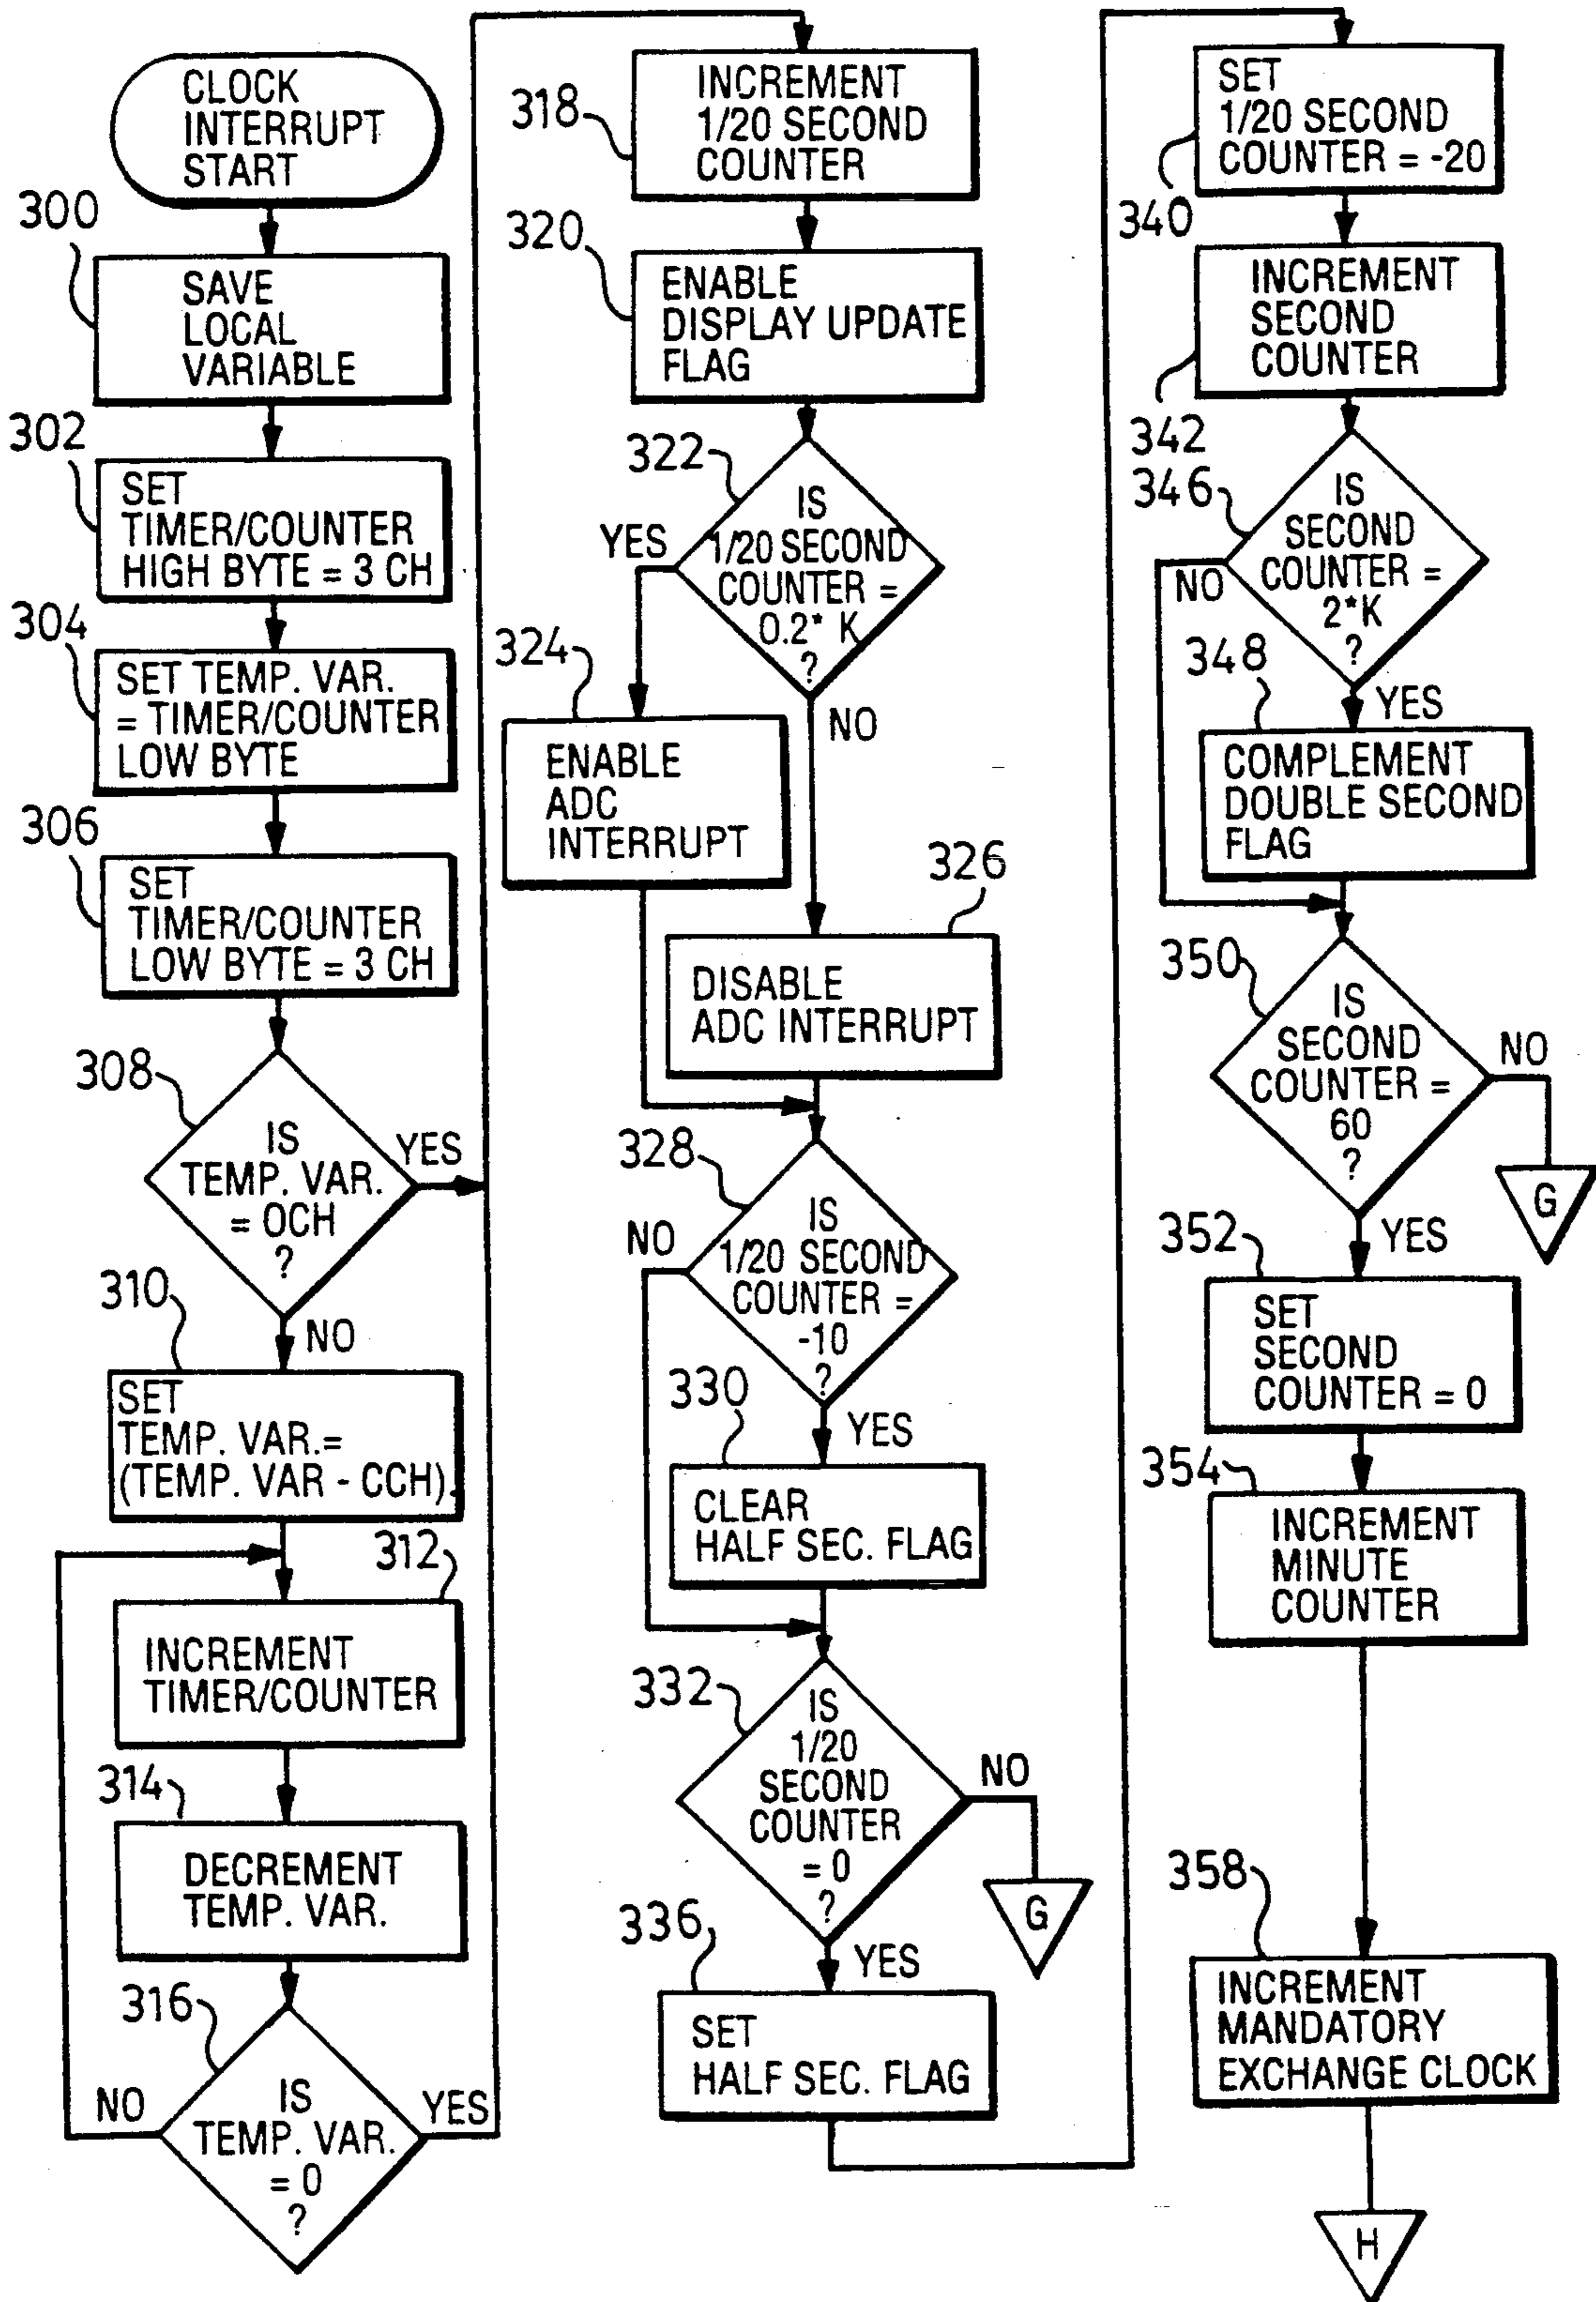 CLOCK
INTERRUPT
START
300
SAVE
LOCAL
VARIABLE
302
SET
TIMER/COUNTER
HIGH BYTE = 3 CH
304
SET TEMP. VAR.
= TIMER/COUNTER
LOW BYTE
306
SET
TIMER/COUNTER
LOW BYTE = 3 CH
308
IS
TEMP. VAR.
= OCH
?
YES
NO
310
SET
TEMP. VAR.=
(TEMP. VAR - CCH).
312
INCREMENT
TIMER/COUNTER
314
DECREMENT
TEMP. VAR.
316
IS
TEMP. VAR.
= 0
?
NO
YES
318
INCREMENT
1/20 SECOND
COUNTER
320
ENABLE
DISPLAY UPDATE
FLAG
322
IS
1/20 SECOND
COUNTER =
0.2* K
?
YES
NO
324
ENABLE
ADC
INTERRUPT
326
DISABLE
ADC INTERRUPT
328
IS
1/20 SECOND
COUNTER =
-10
?
NO
YES
330
CLEAR
HALF SEC. FLAG
332
IS
1/20
SECOND
COUNTER
= 0
?
NO
G
YES
336
SET
HALF SEC. FLAG
SET
1/20 SECOND
COUNTER = -20
340
INCREMENT
SECOND
COUNTER
342
346
IS
SECOND
COUNTER =
2*K
?
NO
YES
348
COMPLEMENT
DOUBLE SECOND
FLAG
350
IS
SECOND
COUNTER =
60
?
NO
G
YES
352
SET
SECOND
COUNTER = 0
354
INCREMENT
MINUTE
COUNTER
358
INCREMENT
MANDATORY
EXCHANGE CLOCK
H